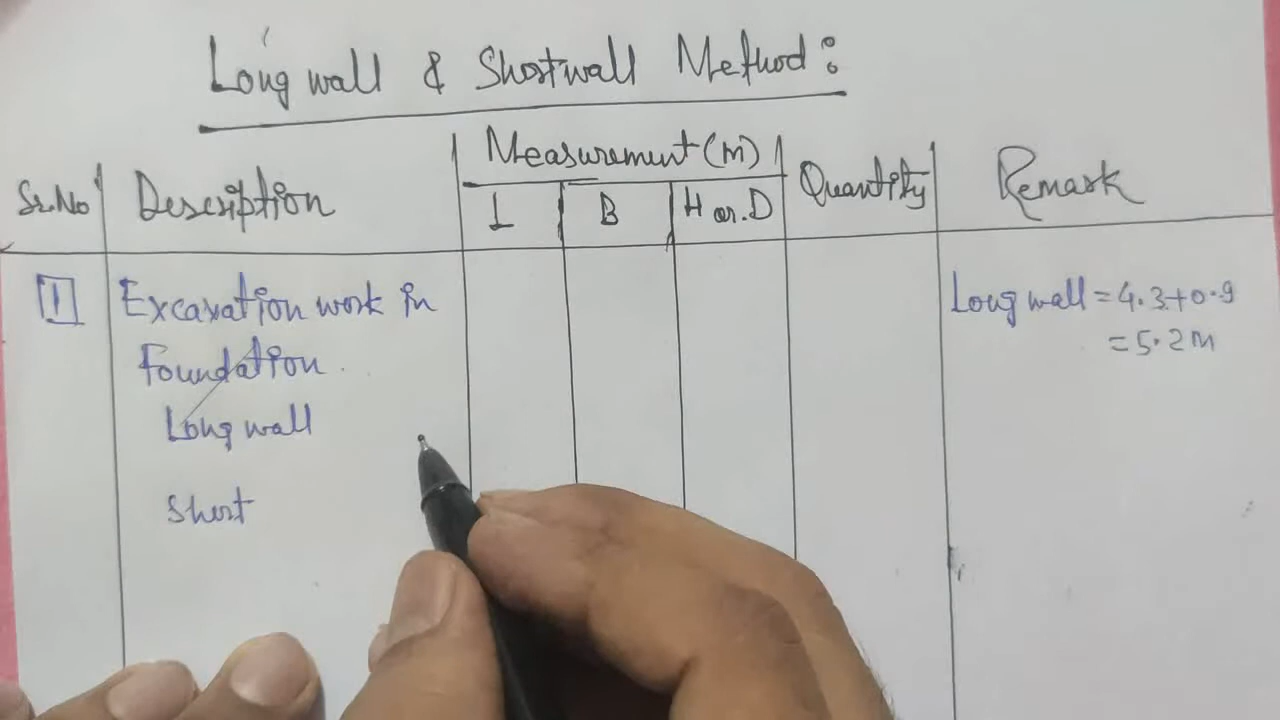 Long wall & Shortwall Method:
Measurement (m)
Sr.No Description L B H or. D Quantity Remark
1 Excavation work in
Foundation.
Long wall
Short
Long wall = 4.3+0.9
= 5.2m